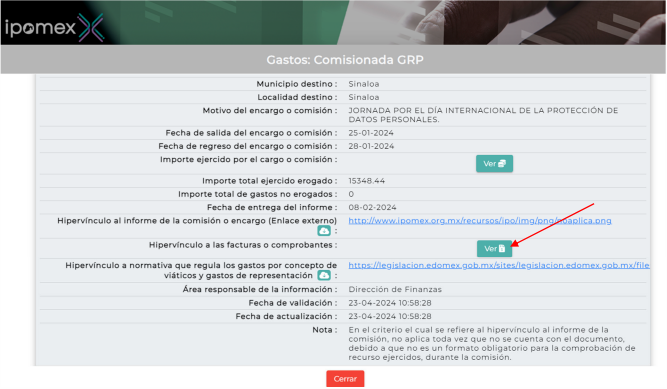 ipomex
Gastos: Comisionada GRP
Municipio destino : Sinaloa
Localidad destino : Sinaloa
Motivo del encargo o comisión : JORNADA POR EL DÍA INTERNACIONAL DE LA PROTECCIÓN DE
DATOS PERSONALES.
Fecha de salida del encargo o comisión : 25-01-2024
Fecha de regreso del encargo o comisión : 28-01-2024
Importe ejercido por el cargo o comisión : Ver
Importe total ejercido erogado : 15348.44
Importe total de gastos no erogados : 0
Fecha de entrega del informe : 08-02-2024
Hipervínculo al informe de la comisión o encargo (Enlace externo) : http://www.ipomex.org.mx/recursos/ipo/img/png/noaplica.png
Hipervínculo a las facturas o comprobantes : Ver
Hipervínculo a normativa que regula los gastos por concepto de https://legislacion.edomex.gob.mx/sites/legislacion.edomex.gob.mx/file
viáticos y gastos de representación :
Área responsable de la información : Dirección de Finanzas
Fecha de validación : 23-04-2024 10:58:28
Fecha de actualización : 23-04-2024 10:58:28
Nota : En el criterio el cual se refiere al hipervínculo al informe de la
comisión, no aplica toda vez que no se cuenta con el documento,
debido a que no es un formato obligatorio para la comprobación de
recurso ejercidos, durante la comisión.
Cerrar